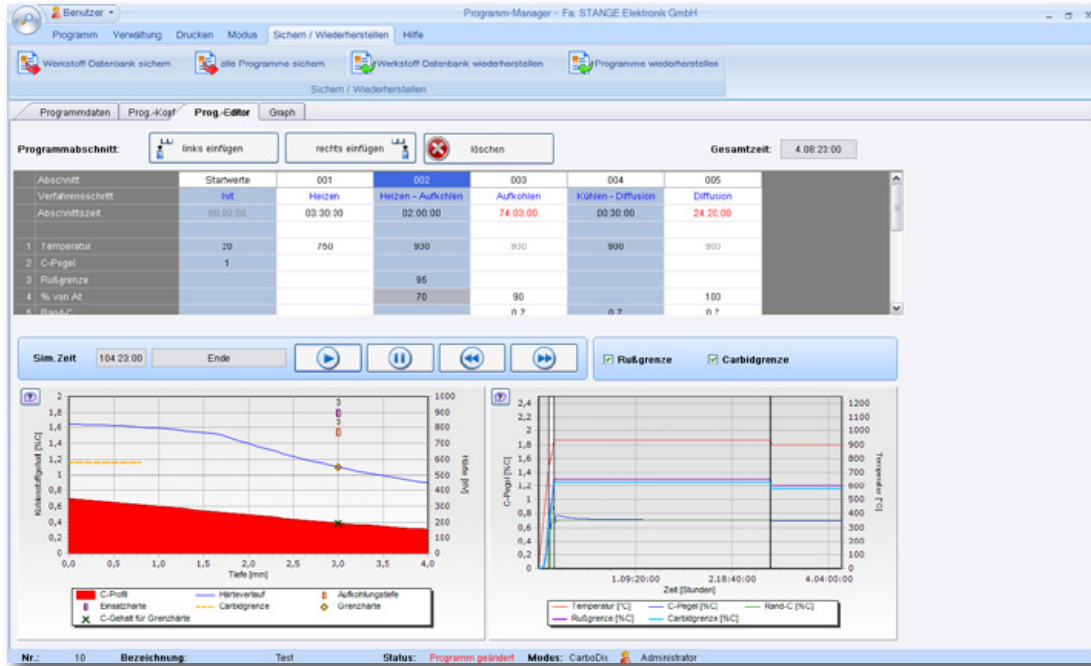 Benutzer
Programm-Manager - Fa. STANGE Elektronik GmbH
Programm Verwaltung Drucken Modus Sichern / Wiederherstellen Hilfe
Werkstoff Datenbank sichern alle Programme sichern Werkstoff Datenbank wiederherstellen Programme wiederherstellen
Sichern / Wiederherstellen
Programmdaten Prog.-Kopf Prog.-Editor Graph
Programmabschnitt: links einfügen rechts einfügen löschen Gesamtzeit: 4.08:23:00
Abschnitt Startwerte 001 002 003 004 005
Verfahrensschritt Init Heizen Heizen - Aufkohlen Aufkohlen Kühlen - Diffusion Diffusion
Abschnittszeit 00:00:00 03:30:00 02:00:00 74:03:00 00:30:00 24:20:00
1 Temperatur 20 750 930 930 900 900
2 C-Pegel 1
3 Rußgrenze 95
4 % von At 70 90 100
5 Rand-C 0.7 0.7 0.7
Sim.Zeit 104:23:00 Ende Rußgrenze Carbidgrenze
Kohlenstoffgehalt [%C]
2
1,8
1,6
1,4
1,2
1
0,8
0,6
0,4
0,2
0
1000
900
800
700
600
500
400
300
200
100
0
Härte [HV]
0,0 0,5 1,0 1,5 2,0 2,5 3,0 3,5 4,0
Tiefe [mm]
C-Profil Härteverlauf Aufkohlungstiefe
Einsatzhärte Carbidgrenze Grenzhärte
C-Gehalt für Grenzhärte
C-Pegel [%C]
2,4
2,2
2
1,8
1,6
1,4
1,2
1
0,8
0,6
0,4
0,2
0
1200
1100
1000
900
800
700
600
500
400
300
200
100
0
Temperatur [°C]
1.09:20:00 2.18:40:00 4.04:00:00
Zeit [Stunden]
Temperatur [°C] C-Pegel [%C] Rand-C [%C]
Rußgrenze [%C] Carbidgrenze [%C]
Nr.: 10 Bezeichnung: Test Status: Programm geändert Modus: CarboDis Administrator